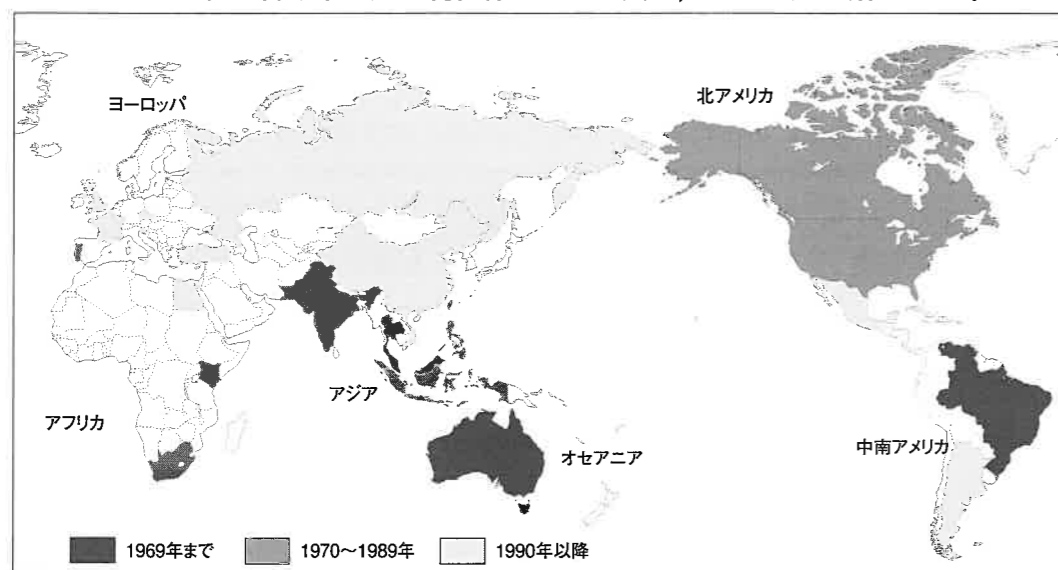 ヨーロッパ
北アメリカ
アジア
アフリカ
オセアニア
中南アメリカ
1969年まで
1970～1989年
1990年以降